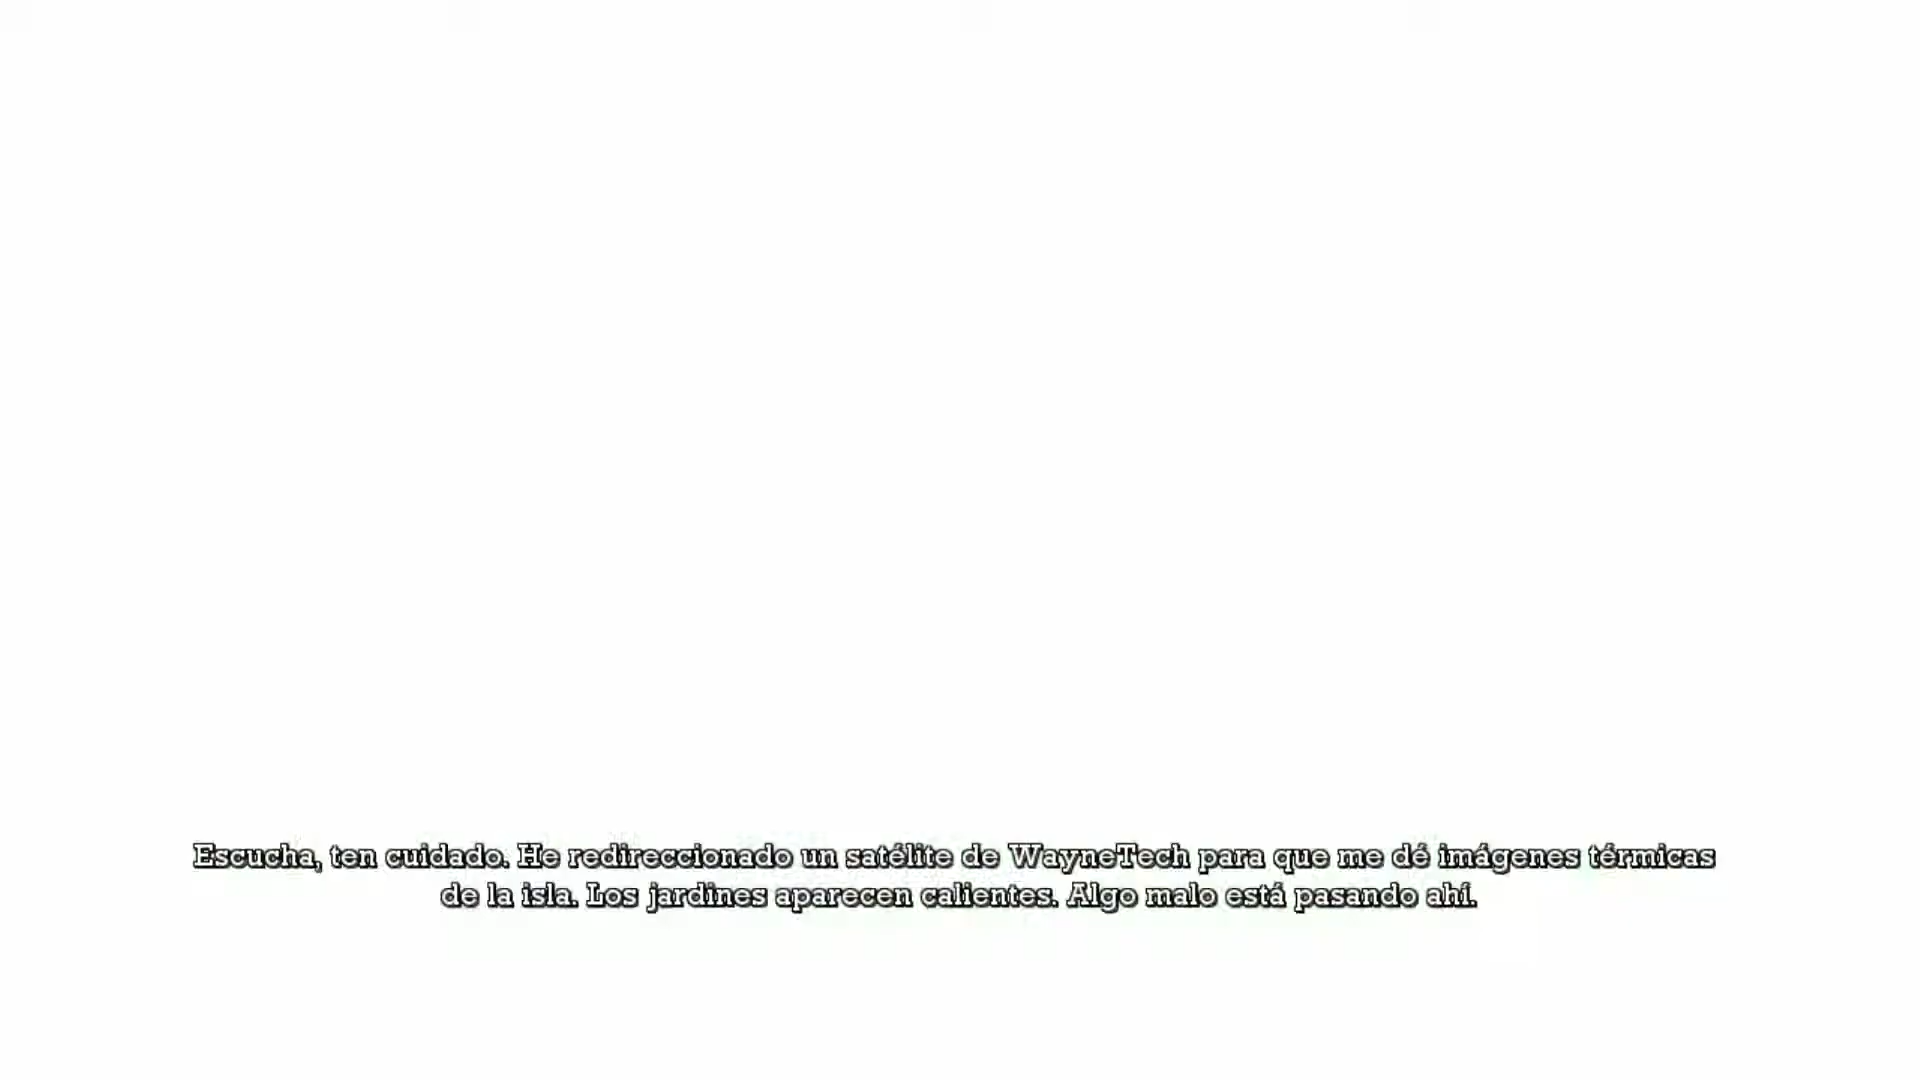 Escucha, ten cuidado. He redireccionado un satélite de WayneTech para que me dé imágenes térmicas
de la isla. Los jardines aparecen calientes. Algo malo está pasando ahí.